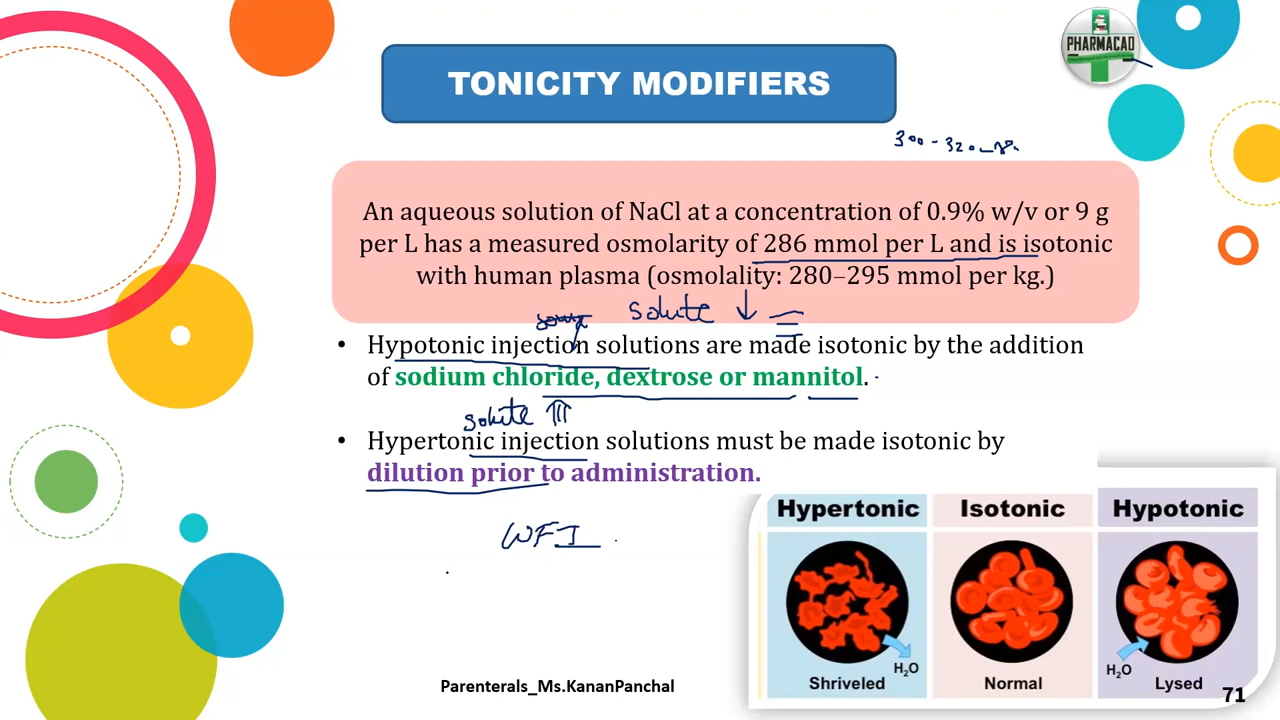 PHARMACAD
TONICITY MODIFIERS
An aqueous solution of NaCl at a concentration of 0.9% w/v or 9 g
per L has a measured osmolarity of 286 mmol per L and is isotonic
with human plasma (osmolality: 280–295 mmol per kg.)
solute ↓
• Hypotonic injection solutions are made isotonic by the addition
of sodium chloride, dextrose or mannitol.
solute
• Hypertonic injection solutions must be made isotonic by
dilution prior to administration.
WFI
Hypertonic Isotonic Hypotonic
H₂O H₂O
Shriveled Normal Lysed
Parenterals_Ms.KananPanchal
71